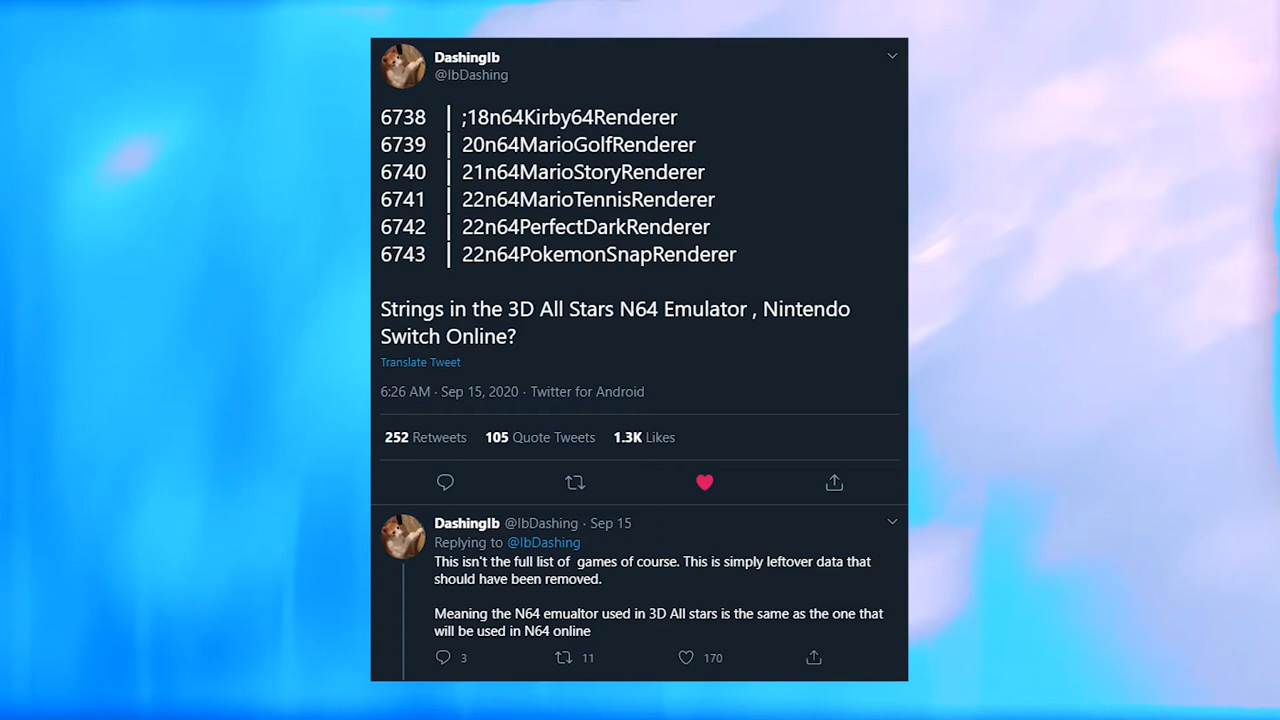 DashingIb
@IbDashing
6738 | ;18n64Kirby64Renderer
6739 | 20n64MarioGolfRenderer
6740 | 21n64MarioStoryRenderer
6741 | 22n64MarioTennisRenderer
6742 | 22n64PerfectDarkRenderer
6743 | 22n64PokemonSnapRenderer
Strings in the 3D All Stars N64 Emulator , Nintendo
Switch Online?
Translate Tweet
6:26 AM · Sep 15, 2020 · Twitter for Android
252 Retweets 105 Quote Tweets 1.3K Likes
DashingIb @IbDashing · Sep 15
Replying to @IbDashing
This isn't the full list of games of course. This is simply leftover data that
should have been removed.
Meaning the N64 emualtor used in 3D All stars is the same as the one that
will be used in N64 online
3 11 170